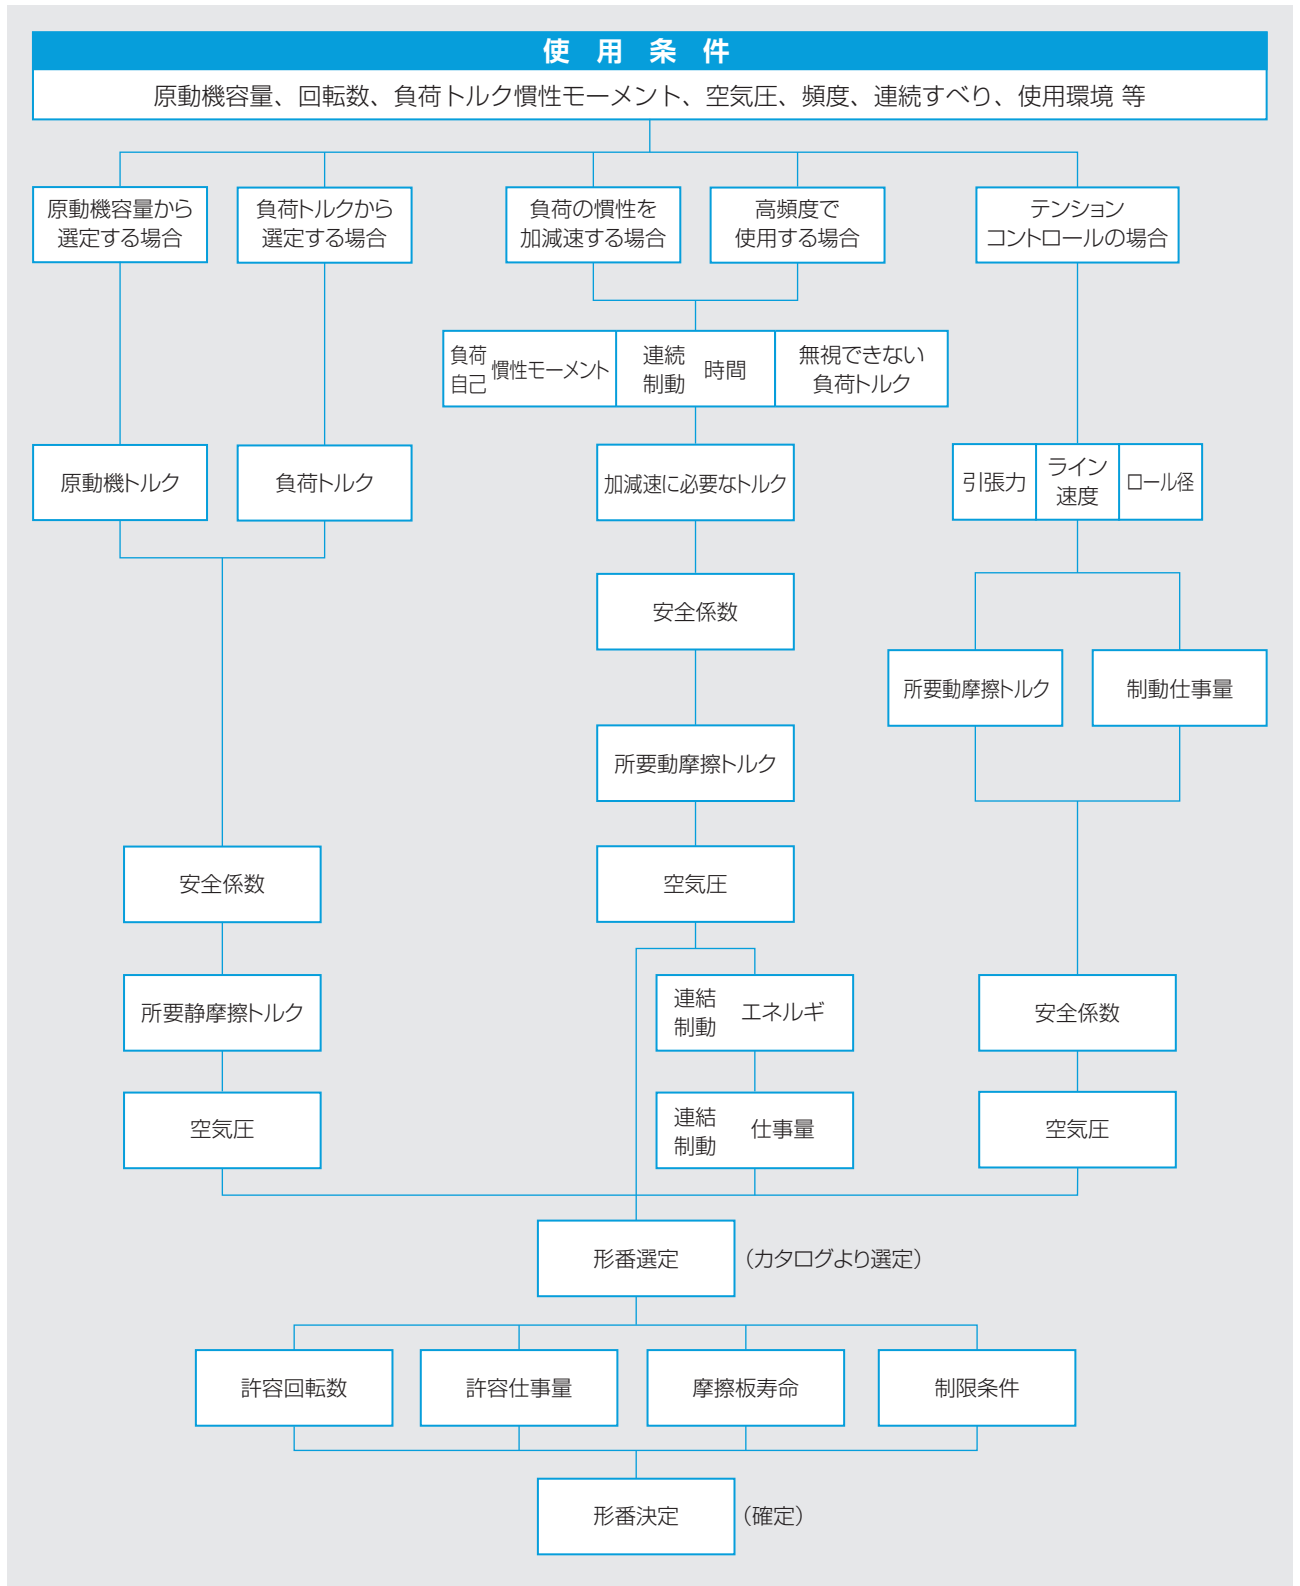 使用条件
原動機容量、回転数、負荷トルク慣性モーメント、空気圧、頻度、連続すべり、使用環境 等
原動機容量から
選定する場合
負荷トルクから
選定する場合
負荷の慣性を
加減速する場合
高頻度で
使用する場合
テンション
コントロールの場合
負荷
自己
慣性モーメント
連続
制動
時間
無視できない
負荷トルク
原動機トルク
負荷トルク
加減速に必要なトルク
引張力
ライン
速度
ロール径
安全係数
所要動摩擦トルク
制動仕事量
所要動摩擦トルク
安全係数
空気圧
所要静摩擦トルク
連結
制動
エネルギ
安全係数
空気圧
連結
制動
仕事量
空気圧
形番選定
（カタログより選定）
許容回転数
許容仕事量
摩擦板寿命
制限条件
形番決定
（確定）